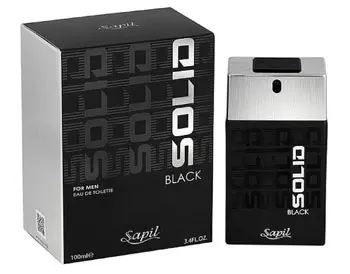 SOLID
BLACK
FOR MEN
EAU DE TOILETTE
Sapil
100ml e
3.4FL.OZ.
SOLID
BLACK
Sapil